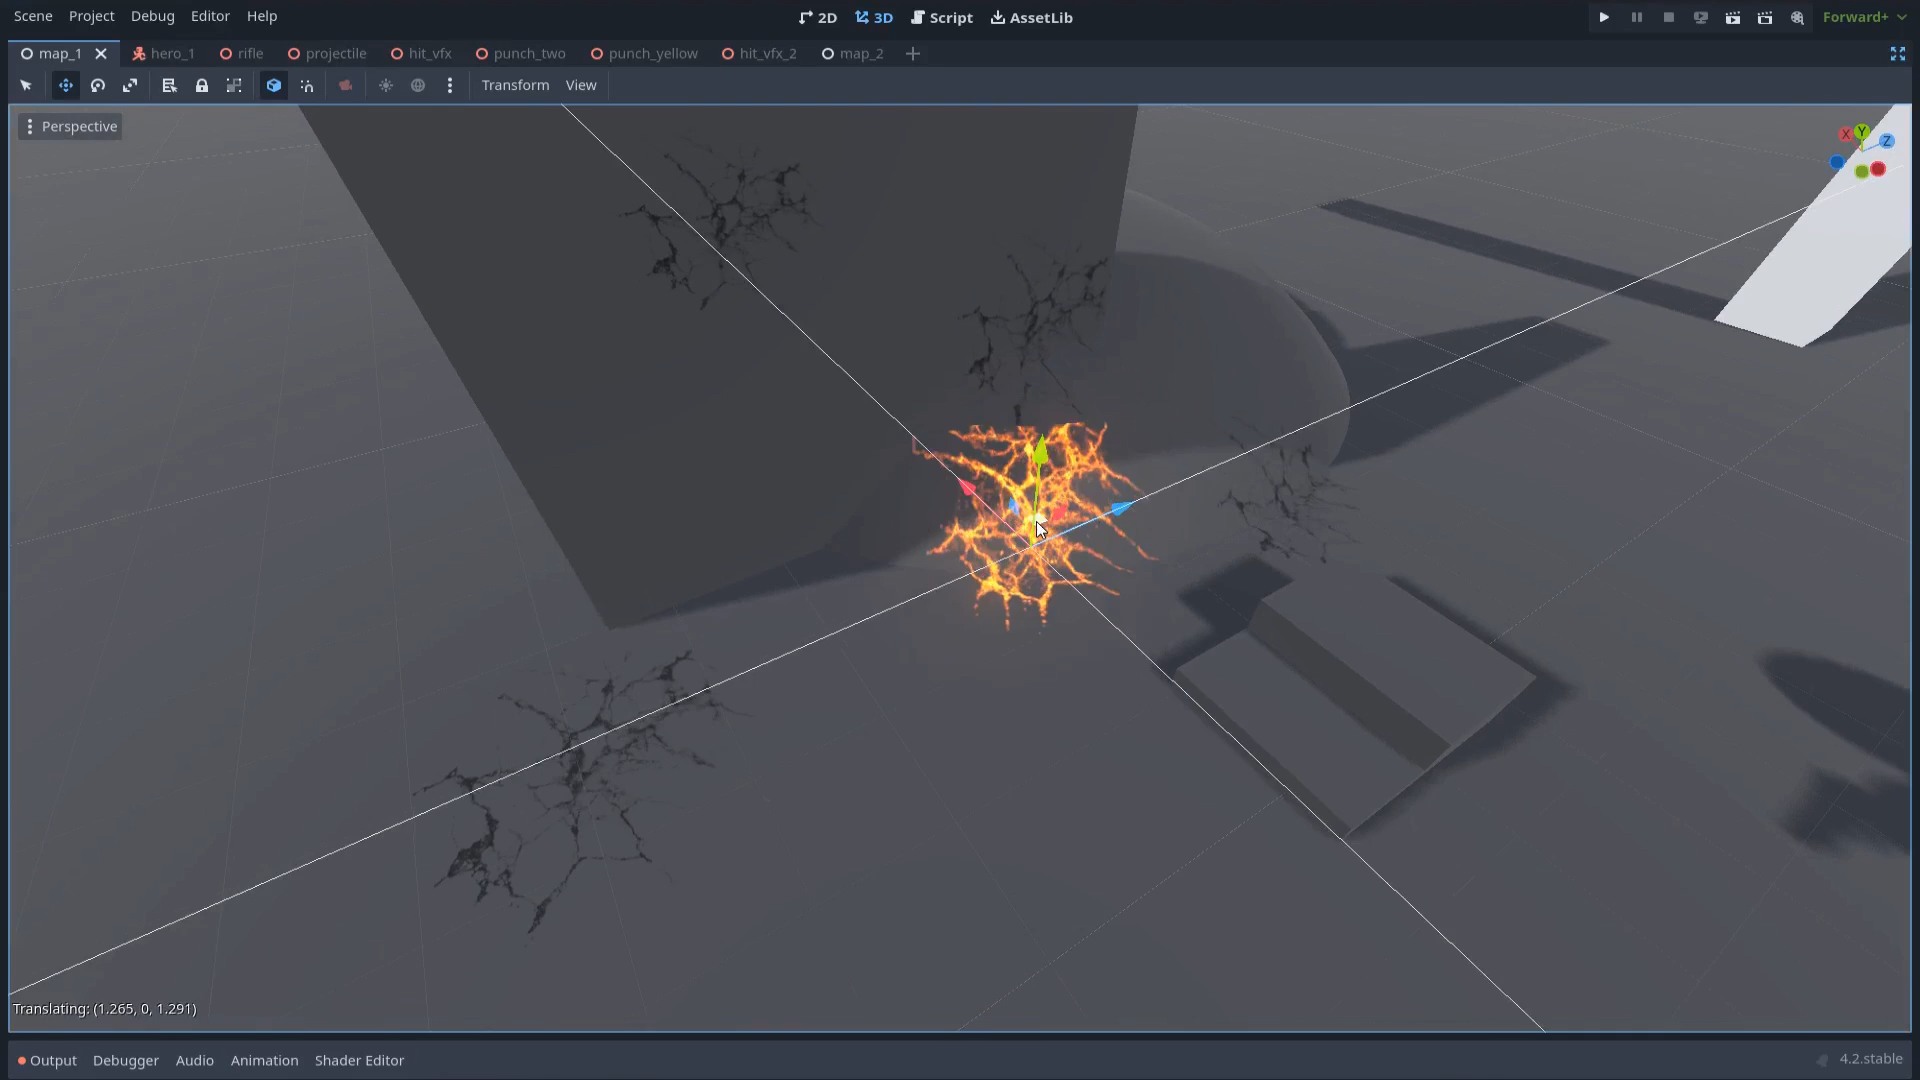 Scene Project Debug Editor Help
2D 3D Script AssetLib
Forward+
map_1 hero_1 rifle projectile hit_vfx punch_two punch_yellow hit_vfx_2 map_2
Transform View
Perspective
X Y Z
Translating: (1.265, 0, 1.291)
Output Debugger Audio Animation Shader Editor
4.2.stable